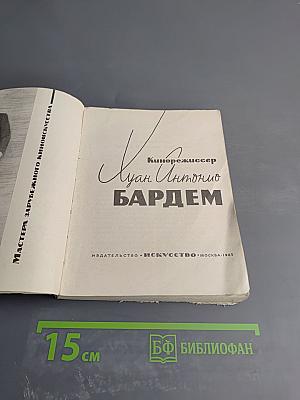 Мастера зарубежного киноискусства
Кинорежиссер
Хуан Антонио
БАРДЕМ
ИЗДАТЕЛЬСТВО • ИСКУССТВО • МОСКВА • 1965
15 см
БФ БИБЛИОФАН